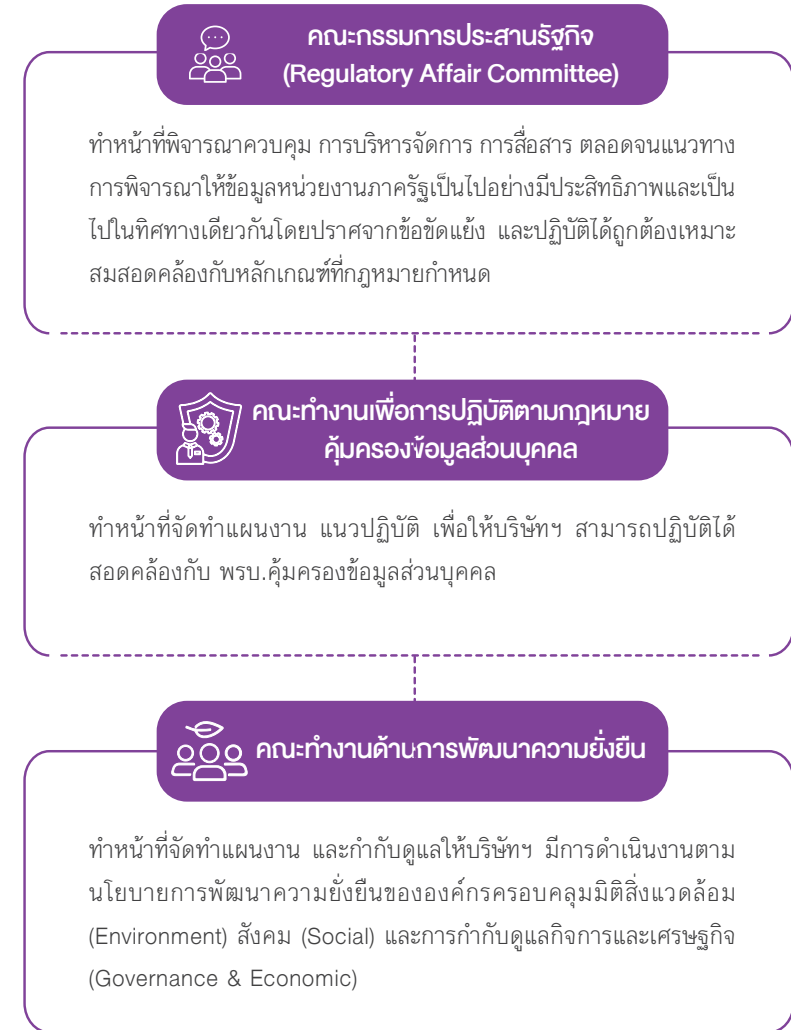 คณะกรรมการประสานรัฐกิจ
(Regulatory Affair Committee)
ทำหน้าที่พิจารณาควบคุม การบริหารจัดการ การสื่อสาร ตลอดจนแนวทาง
การพิจารณาให้ข้อมูลหน่วยงานภาครัฐเป็นไปอย่างมีประสิทธิภาพและเป็น
ไปในทิศทางเดียวกันโดยปราศจากข้อขัดแย้ง และปฏิบัติได้ถูกต้องเหมาะ
สมสอดคล้องกับหลักเกณฑ์ที่กฎหมายกำหนด
คณะทำงานเพื่อการปฏิบัติตามกฎหมาย
คุ้มครองข้อมูลส่วนบุคคล
ทำหน้าที่จัดทำแผนงาน แนวปฏิบัติ เพื่อให้บริษัทฯ สามารถปฏิบัติได้
สอดคล้องกับ พรบ.คุ้มครองข้อมูลส่วนบุคคล
คณะทำงานด้านการพัฒนาความยั่งยืน
ทำหน้าที่จัดทำแผนงาน และกำกับดูแลให้บริษัทฯ มีการดำเนินงานตาม
นโยบายการพัฒนาความยั่งยืนขององค์กรครอบคลุมมิติสิ่งแวดล้อม
(Environment) สังคม (Social) และการกำกับดูแลกิจการและเศรษฐกิจ
(Governance & Economic)